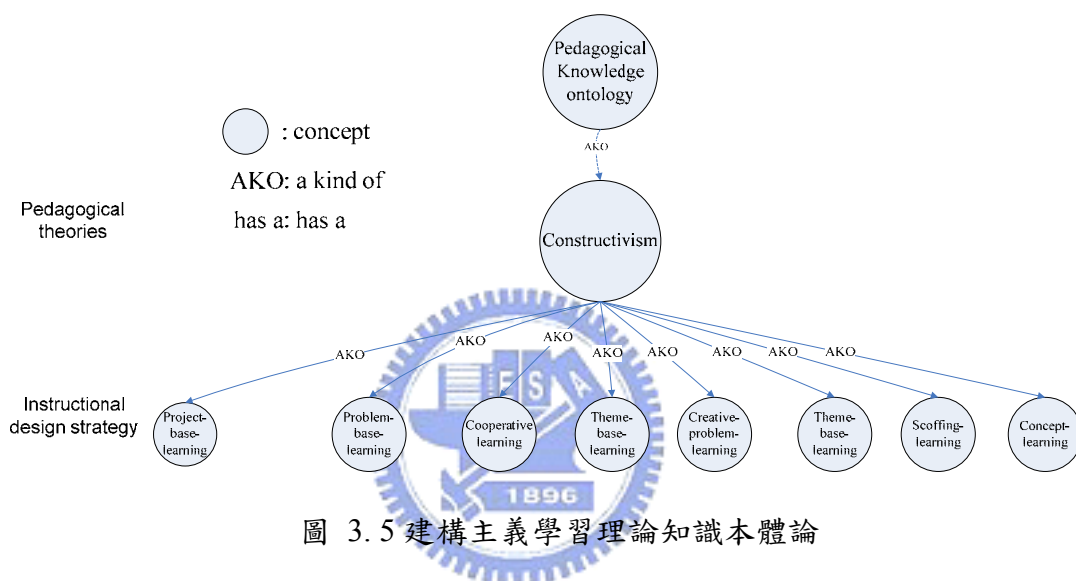 Pedagogical
Knowledge
ontology
: concept
AKO
AKO: a kind of
has a: has a
Pedagogical
theories
Constructivism
AKO
AKO
AKO
AKO
AKO
AKO
AKO
AKO
E S A
Instructional
design strategy
Project-
base-
learning
Problem-
base-
learning
Cooperative
learning
Theme-
base-
learning
Creative-
problem-
learning
Theme-
base-
learning
Scoffing-
learning
Concept-
learning
1896
圖 3.5 建構主義學習理論知識本體論